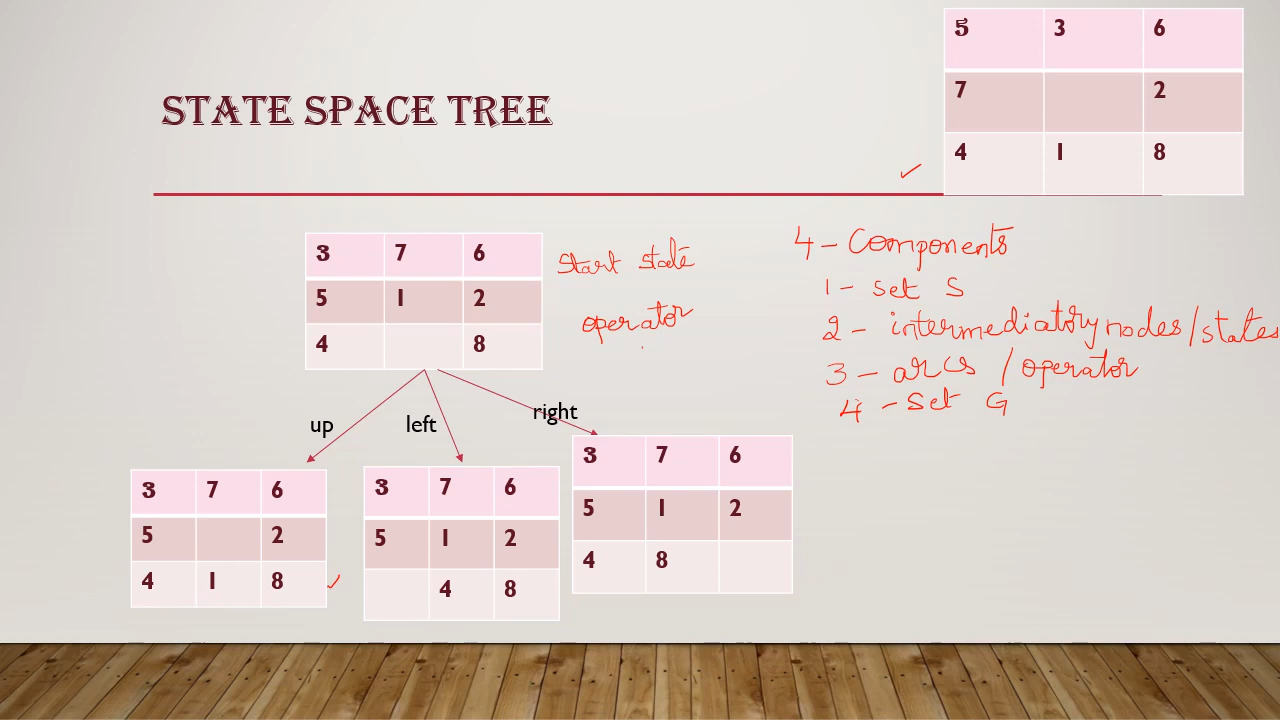 5 3 6
7 2
4 1 8
STATE SPACE TREE
3 7 6
5 1 2
4 8
Start state
operator
4 - Components
1 - set S
2 - intermediatory nodes/states
3 - arcs / operator
4 - Set G
up
left
right
3 7 6
5 2
4 1 8
3 7 6
5 1 2
4 8
3 7 6
5 1 2
4 8